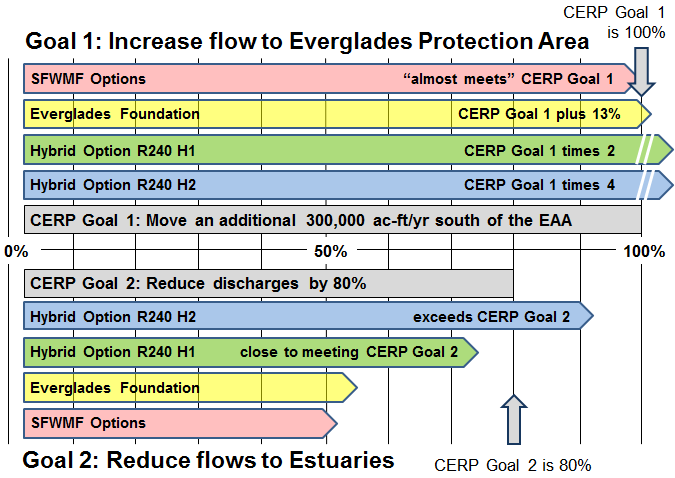 CERP Goal 1
is 100%
Goal 1: Increase flow to Everglades Protection Area
SFWMF Options “almost meets” CERP Goal 1
Everglades Foundation CERP Goal 1 plus 13%
Hybrid Option R240 H1 CERP Goal 1 times 2
Hybrid Option R240 H2 CERP Goal 1 times 4
CERP Goal 1: Move an additional 300,000 ac-ft/yr south of the EAA
0% 50% 100%
CERP Goal 2: Reduce discharges by 80%
Hybrid Option R240 H2 exceeds CERP Goal 2
Hybrid Option R240 H1 close to meeting CERP Goal 2
Everglades Foundation
SFWMF Options
Goal 2: Reduce flows to Estuaries
CERP Goal 2 is 80%